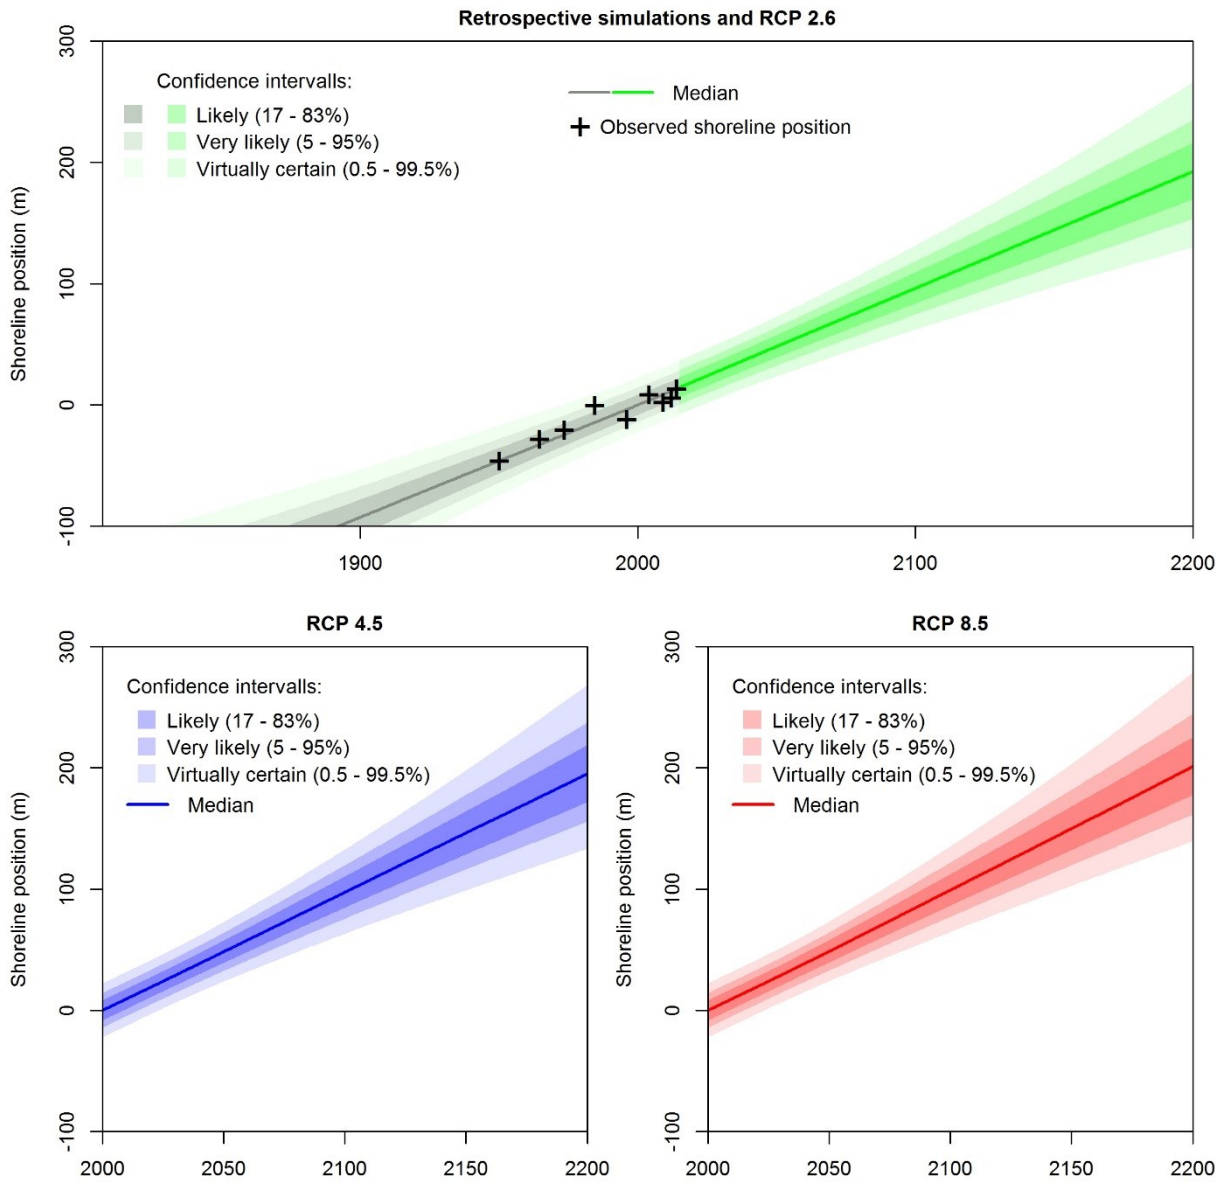 Retrospective simulations and RCP 2.6
Shoreline position (m)
300
200
100
0
-100
Confidence intervalls:
Likely (17 - 83%)
Very likely (5 - 95%)
Virtually certain (0.5 - 99.5%)
Median
Observed shoreline position
1900 2000 2100 2200
RCP 4.5
Shoreline position (m)
300
200
100
0
-100
Confidence intervalls:
Likely (17 - 83%)
Very likely (5 - 95%)
Virtually certain (0.5 - 99.5%)
Median
2000 2050 2100 2150 2200
RCP 8.5
Shoreline position (m)
300
200
100
0
-100
Confidence intervalls:
Likely (17 - 83%)
Very likely (5 - 95%)
Virtually certain (0.5 - 99.5%)
Median
2000 2050 2100 2150 2200